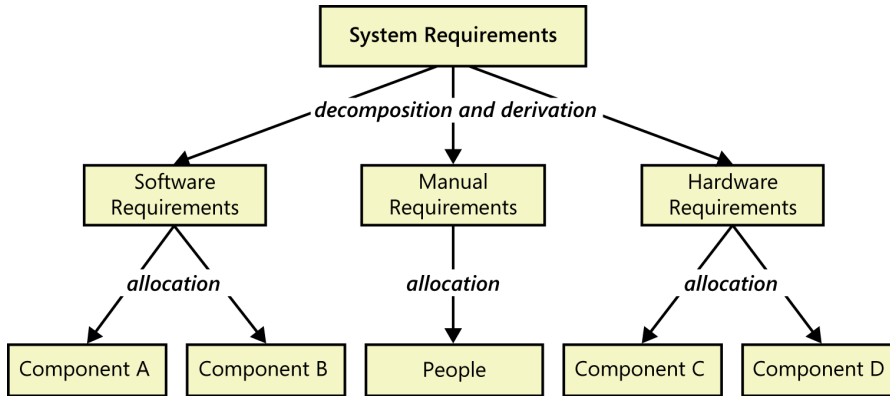 System Requirements
decomposition and derivation
Software
Requirements
Manual
Requirements
Hardware
Requirements
allocation
allocation
allocation
Component A
Component B
People
Component C
Component D